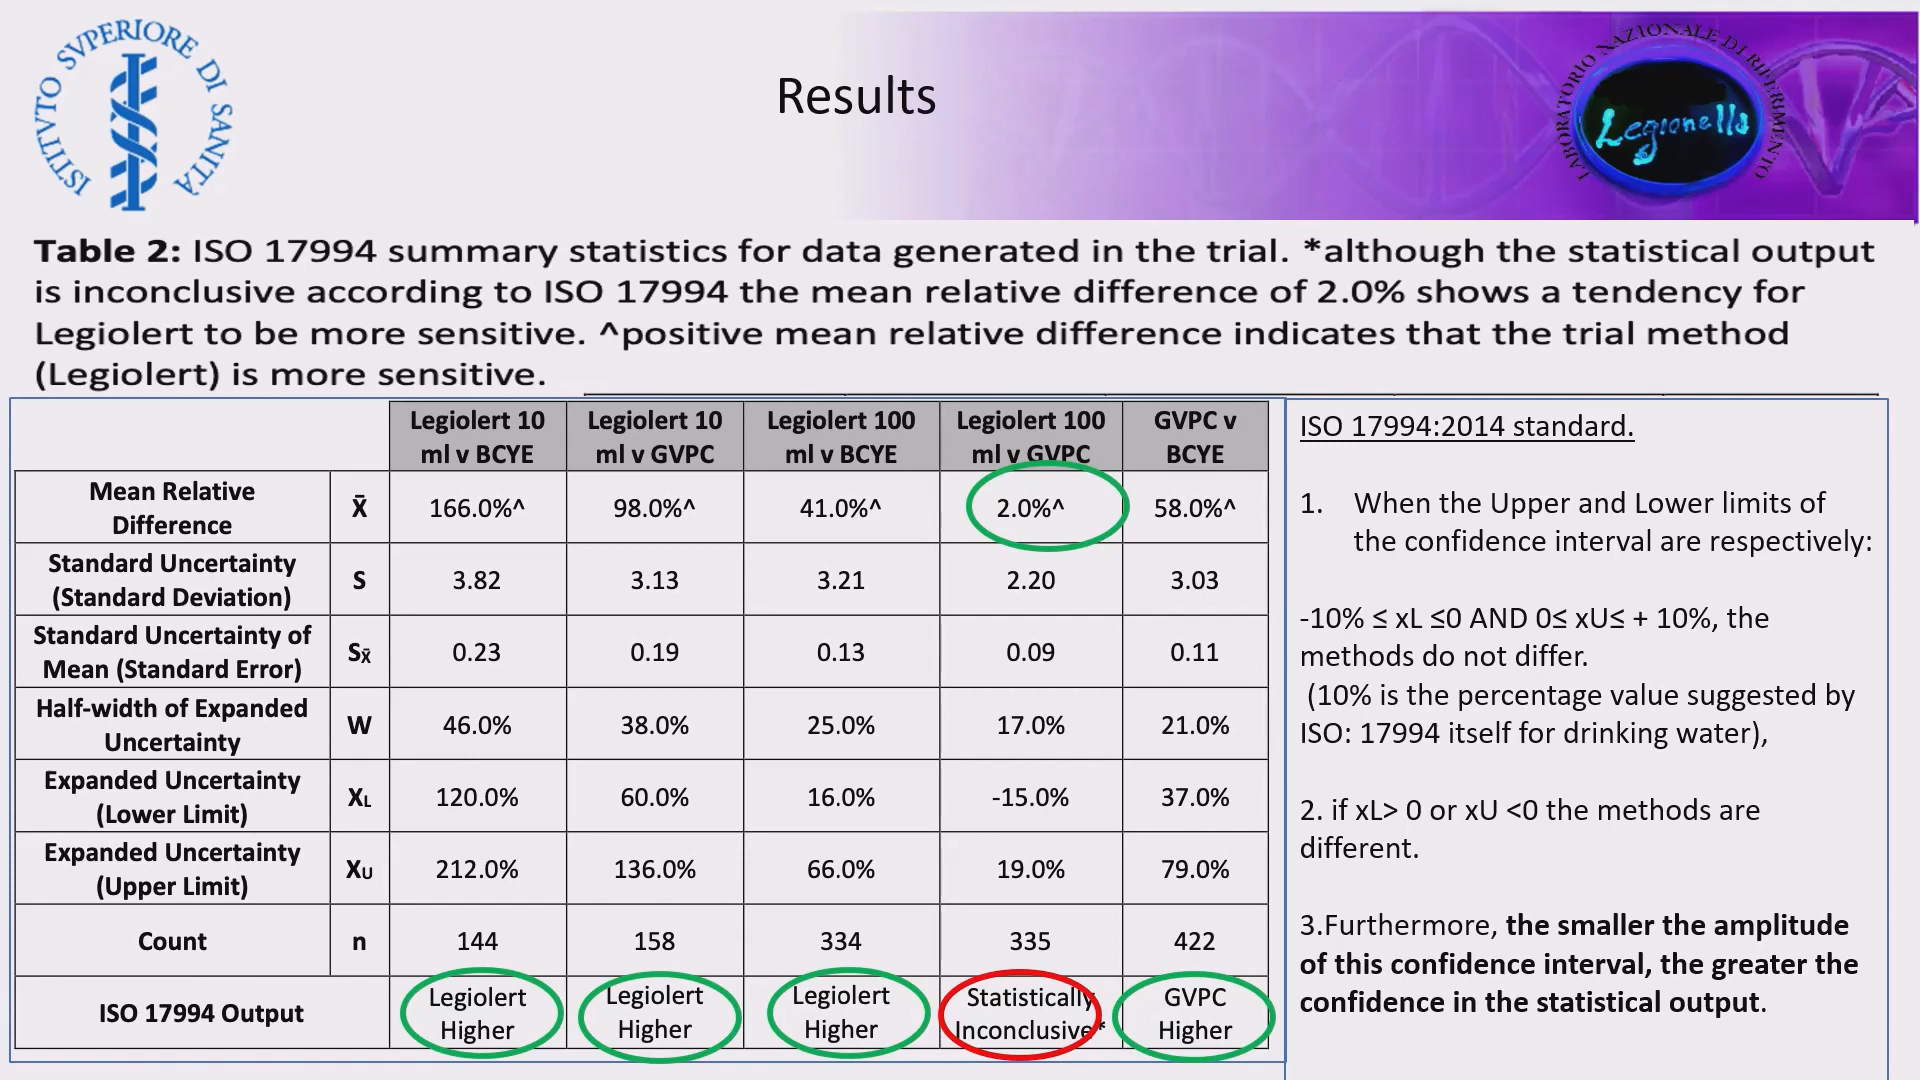 ISTITVTO SVPERIORE DI SANITÀ
Results
LABORATORIO NAZIONALE DI RIFERIMENTO
Legionella
Table 2: ISO 17994 summary statistics for data generated in the trial. *although the statistical output
is inconclusive according to ISO 17994 the mean relative difference of 2.0% shows a tendency for
Legiolert to be more sensitive. ^positive mean relative difference indicates that the trial method
(Legiolert) is more sensitive.
Legiolert 10 ml v BCYE
Legiolert 10 ml v GVPC
Legiolert 100 ml v BCYE
Legiolert 100 ml v GVPC
GVPC v BCYE
Mean Relative Difference X̄ 166.0%^ 98.0%^ 41.0%^ 2.0%^ 58.0%^
Standard Uncertainty (Standard Deviation) S 3.82 3.13 3.21 2.20 3.03
Standard Uncertainty of Mean (Standard Error) SX̄ 0.23 0.19 0.13 0.09 0.11
Half-width of Expanded Uncertainty W 46.0% 38.0% 25.0% 17.0% 21.0%
Expanded Uncertainty (Lower Limit) XL 120.0% 60.0% 16.0% -15.0% 37.0%
Expanded Uncertainty (Upper Limit) XU 212.0% 136.0% 66.0% 19.0% 79.0%
Count n 144 158 334 335 422
ISO 17994 Output Legiolert Higher Legiolert Higher Legiolert Higher Statistically Inconclusive* GVPC Higher
ISO 17994:2014 standard.
1. When the Upper and Lower limits of
the confidence interval are respectively:
-10% ≤ xL ≤0 AND 0≤ xU≤ + 10%, the
methods do not differ.
(10% is the percentage value suggested by
ISO: 17994 itself for drinking water),
2. if xL> 0 or xU <0 the methods are
different.
3.Furthermore, the smaller the amplitude
of this confidence interval, the greater the
confidence in the statistical output.